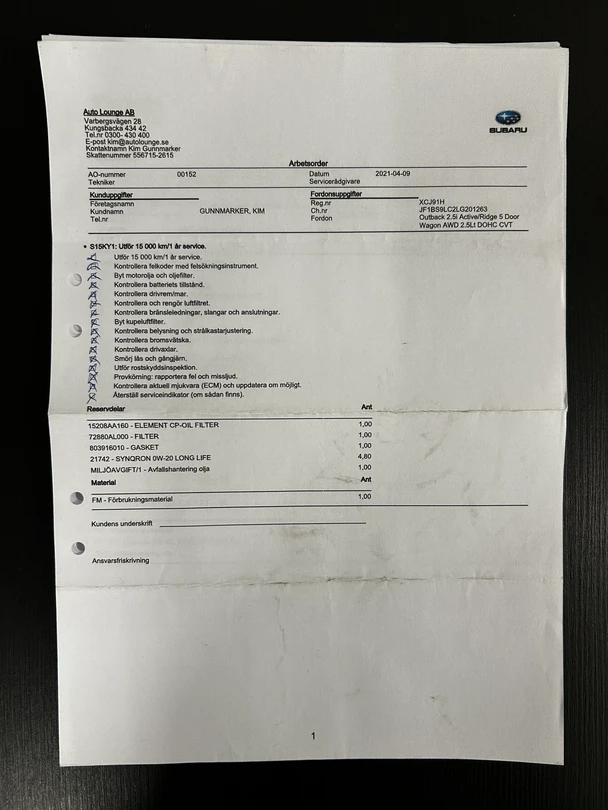 Auto Lounge AB
Varbergsvägen 28
Kungsbacka 434 42
Tel.nr 0300- 430 400
E-post kim@autolounge.se
Kontaktnamn Kim Gunnmarker
Skattenummer 556715-2615
SUBARU
Arbetsorder
AO-nummer 00152 Datum 2021-04-09
Tekniker Servicerådgivare
Kunduppgifter Fordonsuppgifter
Företagsnamn Reg.nr XCJ91H
Kundnamn GUNNMARKER, KIM Ch.nr JF1BS9LC2LG201263
Tel.nr Fordon Outback 2.5i Active/Ridge 5 Door
Wagon AWD 2.5Lt DOHC CVT
• S15KY1: Utför 15 000 km/1 år service.
Utför 15 000 km/1 år service.
Kontrollera felkoder med felsökningsinstrument.
Byt motorolja och oljefilter.
Kontrollera batteriets tillstånd.
Kontrollera drivrem/mar.
Kontrollera och rengör luftfiltret.
Kontrollera bränsleledningar, slangar och anslutningar.
Byt kupeluftfilter.
Kontrollera belysning och strålkastarjustering.
Kontrollera bromsvätska.
Kontrollera drivaxlar.
Smörj lås och gångjärn.
Utför rostskyddsinspektion.
Provkörning: rapportera fel och missljud.
Kontrollera aktuell mjukvara (ECM) och uppdatera om möjligt.
Återställ serviceindikator (om sådan finns).
Reservdelar Ant
15208AA160 - ELEMENT CP-OIL FILTER 1,00
72880AL000 - FILTER 1,00
803916010 - GASKET 1,00
21742 - SYNQRON 0W-20 LONG LIFE 4,80
MILJÖAVGIFT/1 - Avfallshantering olja 1,00
Material Ant
FM - Förbrukningsmaterial 1,00
Kundens underskrift
Ansvarsfriskrivning
1